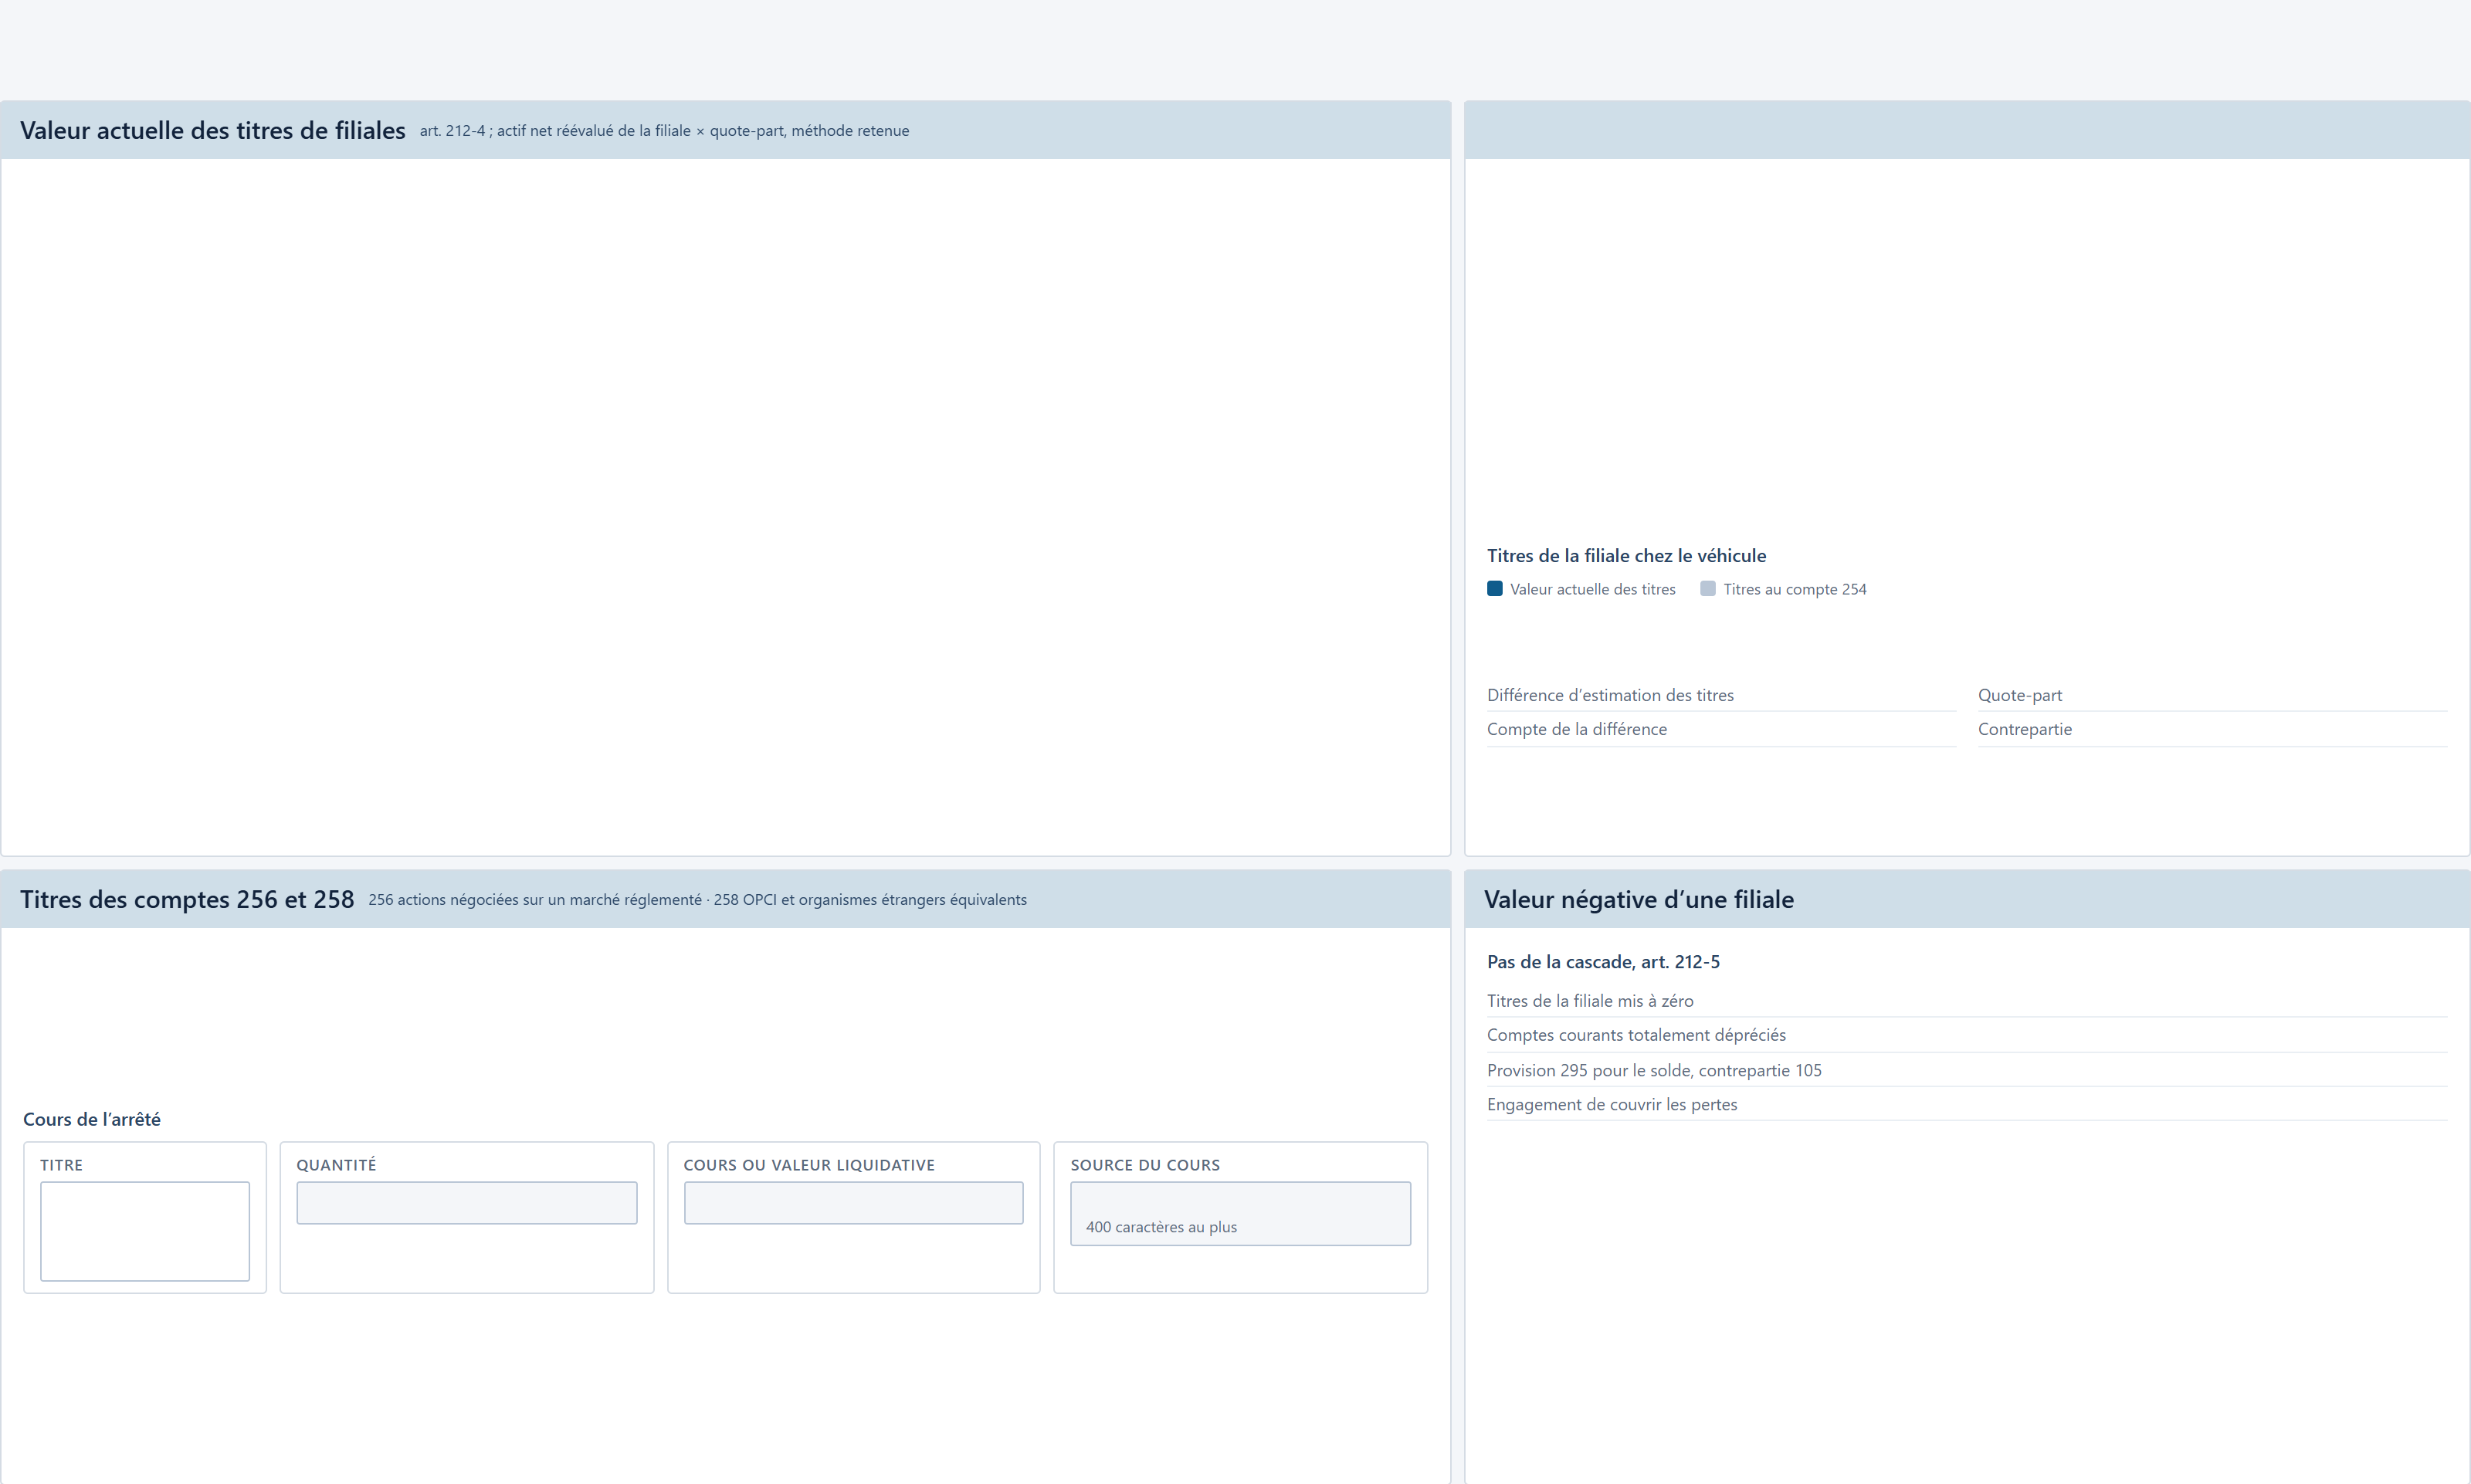 Valeur actuelle des titres de filiales art. 212-4 ; actif net réévalué de la filiale × quote-part, méthode retenue
Titres de la filiale chez le véhicule
Valeur actuelle des titres Titres au compte 254
Différence d’estimation des titres Quote-part
Compte de la différence Contrepartie
Titres des comptes 256 et 258 256 actions négociées sur un marché réglementé · 258 OPCI et organismes étrangers équivalents
Cours de l’arrêté
TITRE QUANTITÉ COURS OU VALEUR LIQUIDATIVE SOURCE DU COURS
400 caractères au plus
Valeur négative d’une filiale
Pas de la cascade, art. 212-5
Titres de la filiale mis à zéro
Comptes courants totalement dépréciés
Provision 295 pour le solde, contrepartie 105
Engagement de couvrir les pertes